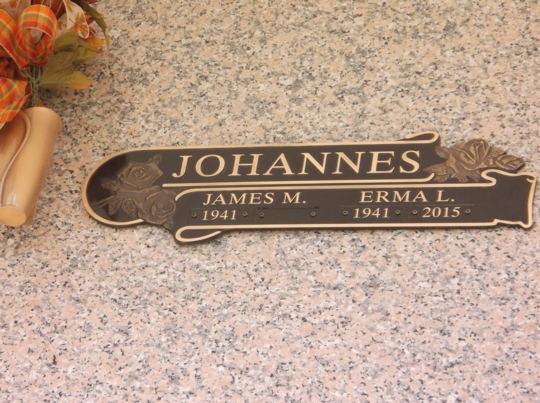 JOHANNES
JAMES M. ERMA L.
1941 1941 2015